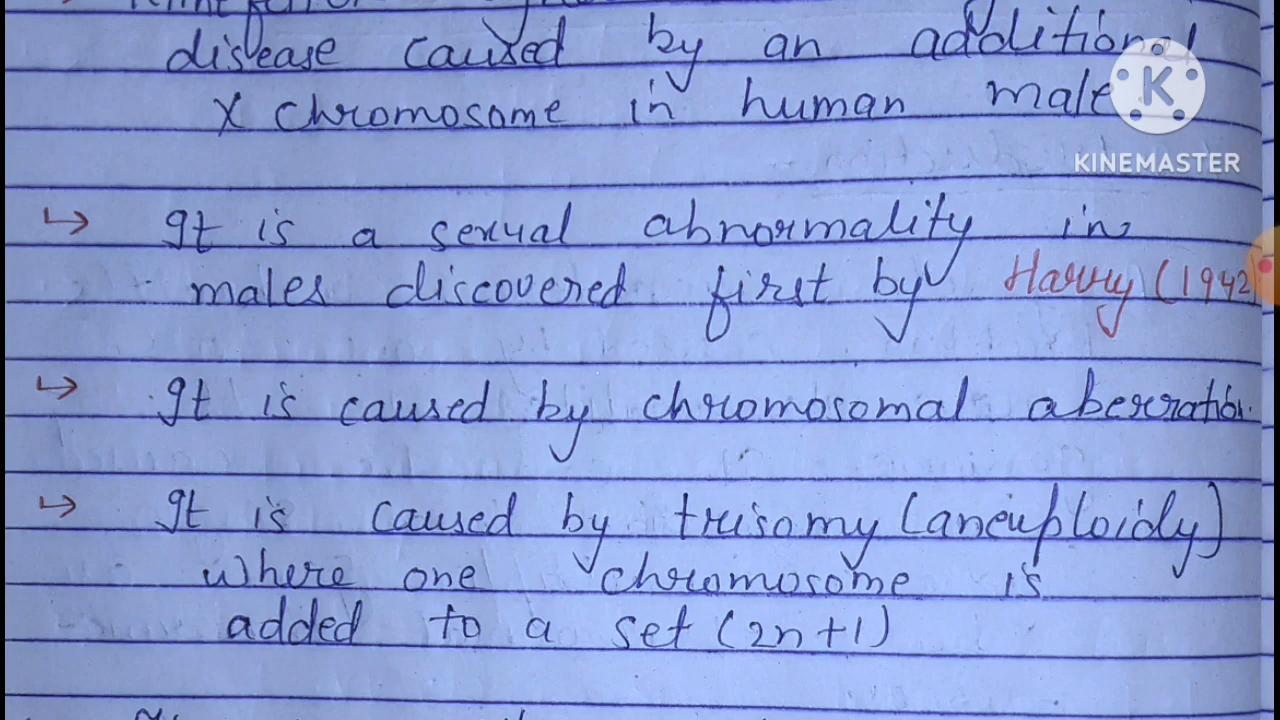 disease caused by an additional
X chromosome in human male
K
KINEMASTER
↳ It is a sexual abnormality in
males discovered first by Harry (1942
↳ It is caused by chromosomal aberration.
↳ It is caused by trisomy (aneuploidy)
where one chromosome is
added to a set (2n+1)